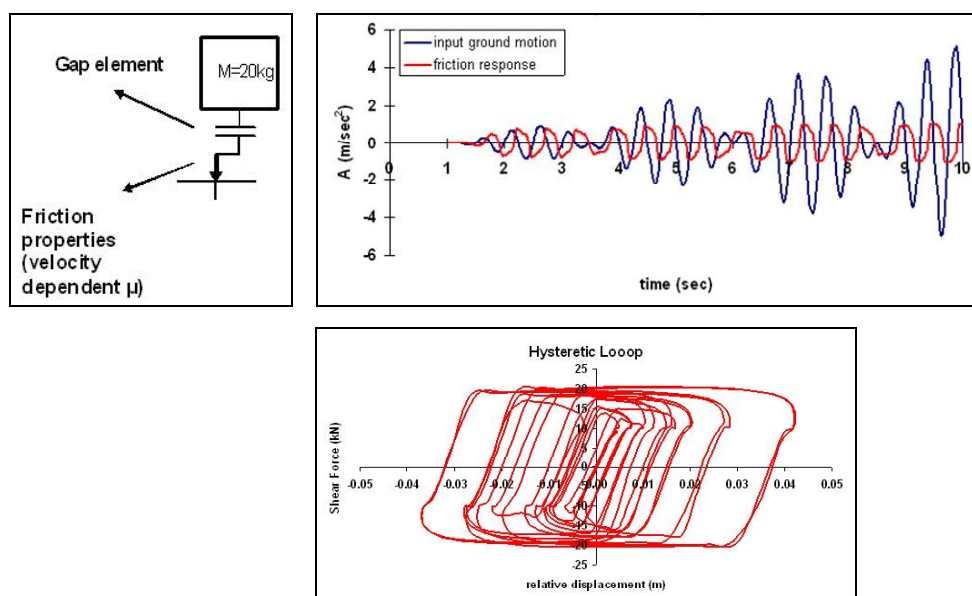 Gap element
M=20kg
Friction
properties
(velocity
dependent μ)
input ground motion
friction response
A (m/sec²)
6
4
2
0
-2
-4
-6
0 1 2 3 4 5 6 7 8 9 10
time (sec)
Hysteretic Looop
Shear Force (kN)
25
20
15
10
5
0
-5
-10
-15
-20
-25
-0.05 -0.04 -0.03 -0.02 -0.01 0.00 0.01 0.02 0.03 0.04 0.05
relative displacement (m)